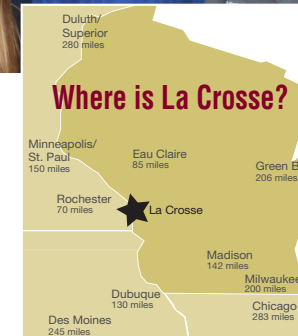 Duluth/
Superior
280 miles
Where is La Crosse?
Minneapolis/
St. Paul
150 miles
Eau Claire
85 miles
Green B
206 miles
Rochester
70 miles
La Crosse
Madison
142 miles
Milwaukee
200 miles
Dubuque
130 miles
Chicago
283 miles
Des Moines
245 miles